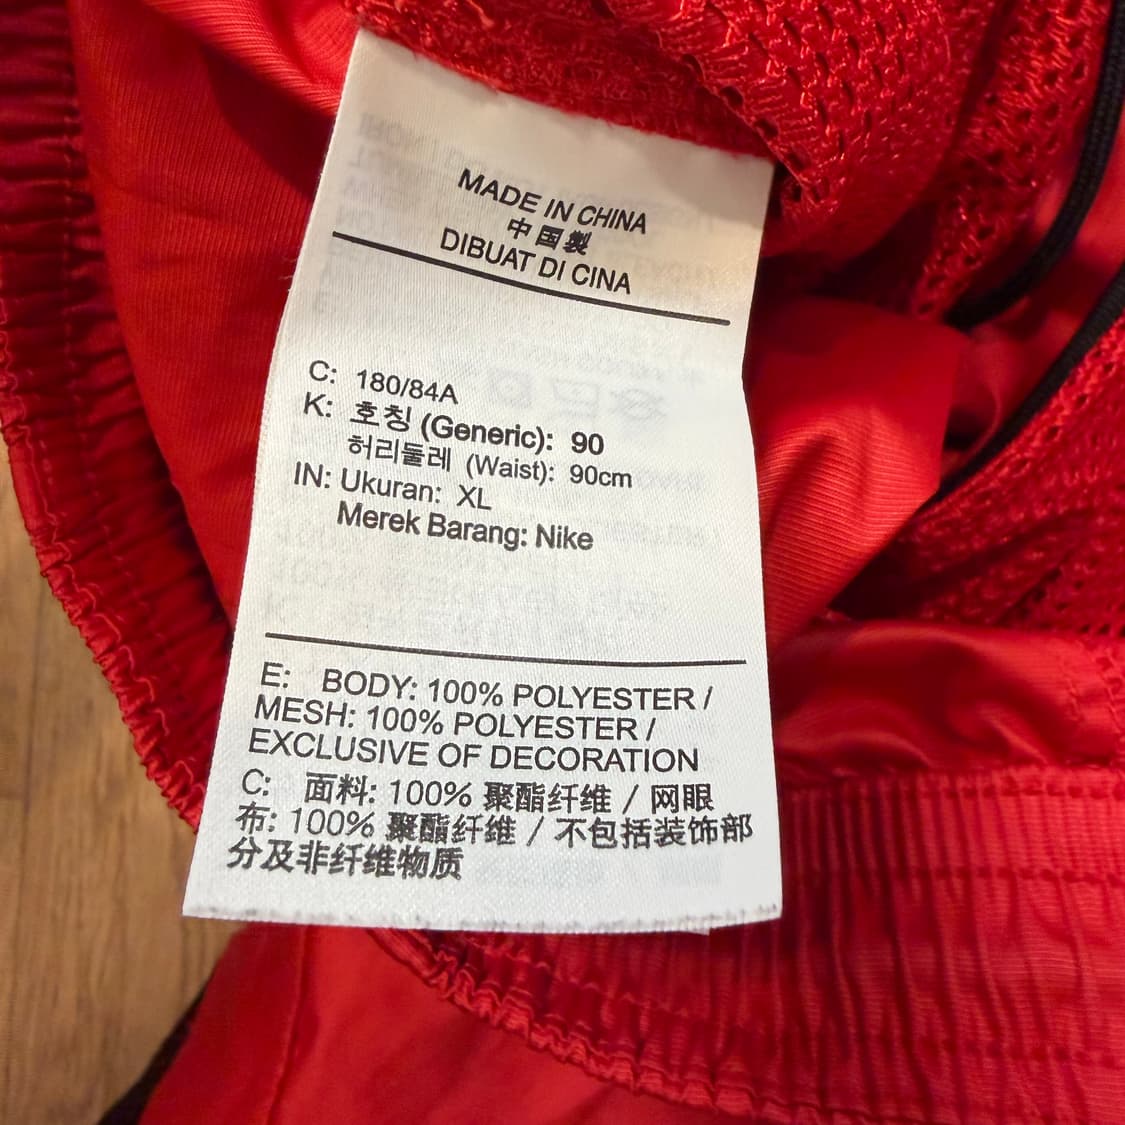 MADE IN CHINA
中国製
DIBUAT DI CINA
C: 180/84A
K: 호칭 (Generic): 90
허리둘레 (Waist): 90cm
IN: Ukuran: XL
Merek Barang: Nike
E: BODY: 100% POLYESTER /
MESH: 100% POLYESTER /
EXCLUSIVE OF DECORATION
C: 面料: 100% 聚酯纤维 / 网眼
布: 100% 聚酯纤维 / 不包括装饰部
分及非纤维物质